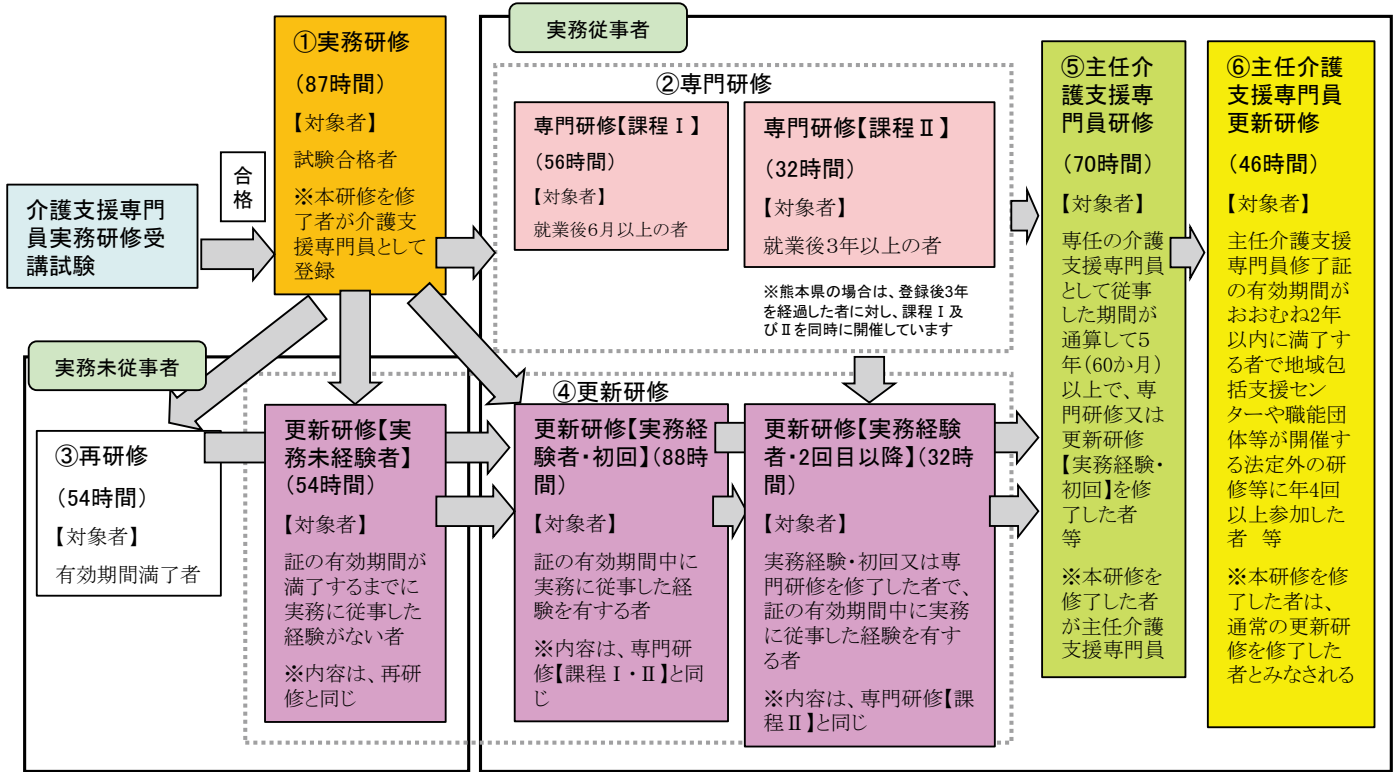 介護支援専門
員実務研修受
講試験
合
格
①実務研修
(87時間)
【対象者】
試験合格者
※本研修を修
了者が介護支
援専門員として
登録
実務従事者
②専門研修
専門研修【課程Ⅰ】
(56時間)
【対象者】
就業後6月以上の者
専門研修【課程Ⅱ】
(32時間)
【対象者】
就業後3年以上の者
※熊本県の場合は、登録後3年
を経過した者に対し、課程Ⅰ及
びⅡを同時に開催しています
⑤主任介
護支援専
門員研修
(70時間)
【対象者】
専任の介護
支援専門員
として従事
した期間が
通算して5
年(60か月)
以上で、専
門研修又は
更新研修
【実務経験・
初回】を修
了した者
等
※本研修を
修了した者
が主任介護
支援専門員
⑥主任介護
支援専門員
更新研修
(46時間)
【対象者】
主任介護支援
専門員修了証
の有効期間が
おおむね2年
以内に満了す
る者で地域包
括支援セン
ターや職能団
体等が開催す
る法定外の研
修等に年4回
以上参加した
者 等
※本研修を修
了した者は、
通常の更新研
修を修了した
者とみなされる
実務未従事者
③再研修
(54時間)
【対象者】
有効期間満了者
④更新研修
更新研修【実
務未経験者】
(54時間)
【対象者】
証の有効期間が
満了するまでに
実務に従事した
経験がない者
※内容は、再研
修と同じ
更新研修【実務経
験者・初回】(88時
間)
【対象者】
証の有効期間中に
実務に従事した経
験を有する者
※内容は、専門研
修【課程Ⅰ・Ⅱ】と同
じ
更新研修【実務経験
者・2回目以降】(32時
間)
【対象者】
実務経験・初回又は専
門研修を修了した者で、
証の有効期間中に実務
に従事した経験を有す
る者
※内容は、専門研修【課
程Ⅱ】と同じ